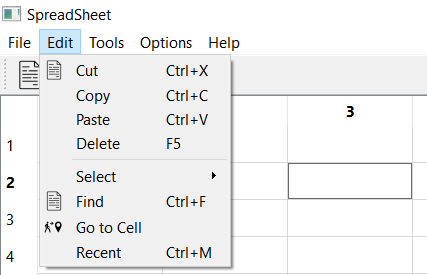 SpreadSheet
File Edit Tools Options Help
Cut Ctrl+X
Copy Ctrl+C
Paste Ctrl+V
Delete F5
Select
Find Ctrl+F
Go to Cell
Recent Ctrl+M
3
1
2
3
4